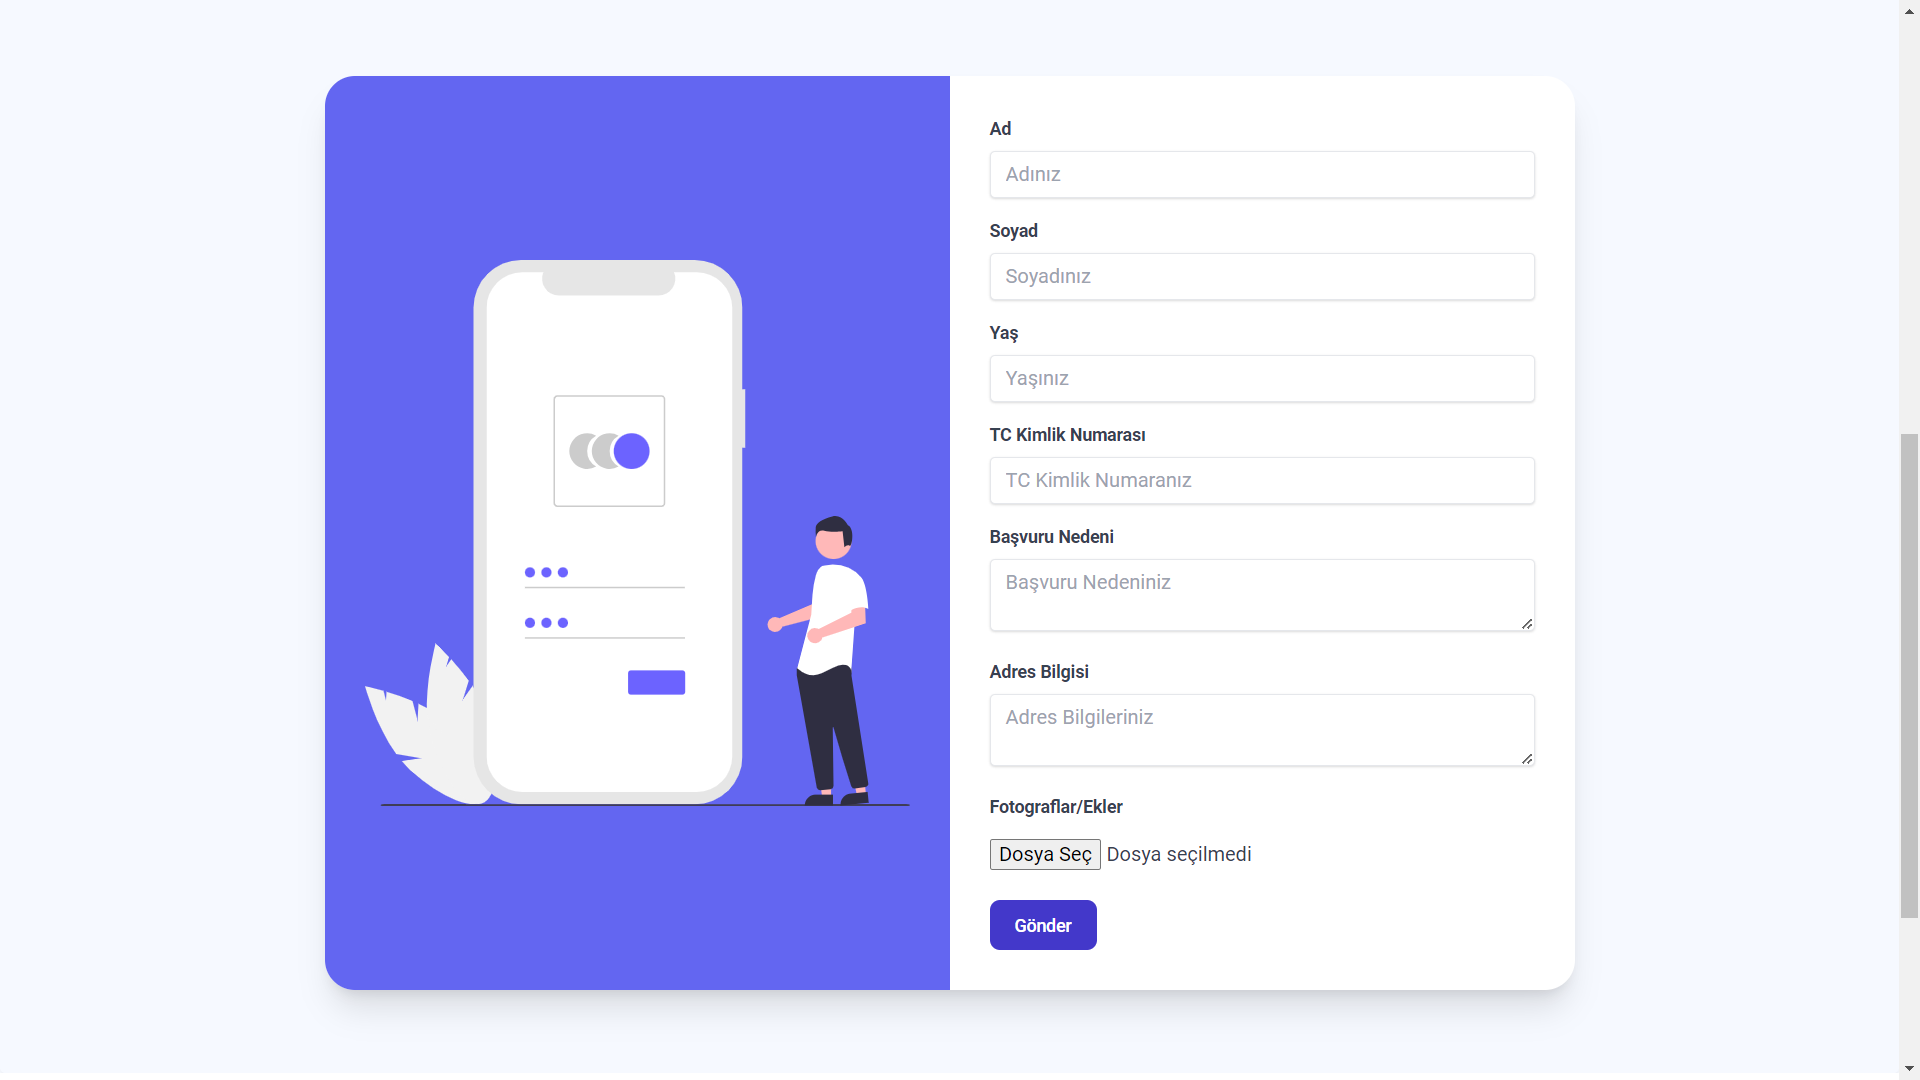 Ad
Adınız
Soyad
Soyadınız
Yaş
Yaşınız
TC Kimlik Numarası
TC Kimlik Numaranız
Başvuru Nedeni
Başvuru Nedeniniz
Adres Bilgisi
Adres Bilgileriniz
Fotograflar/Ekler
Dosya Seç Dosya seçilmedi
Gönder